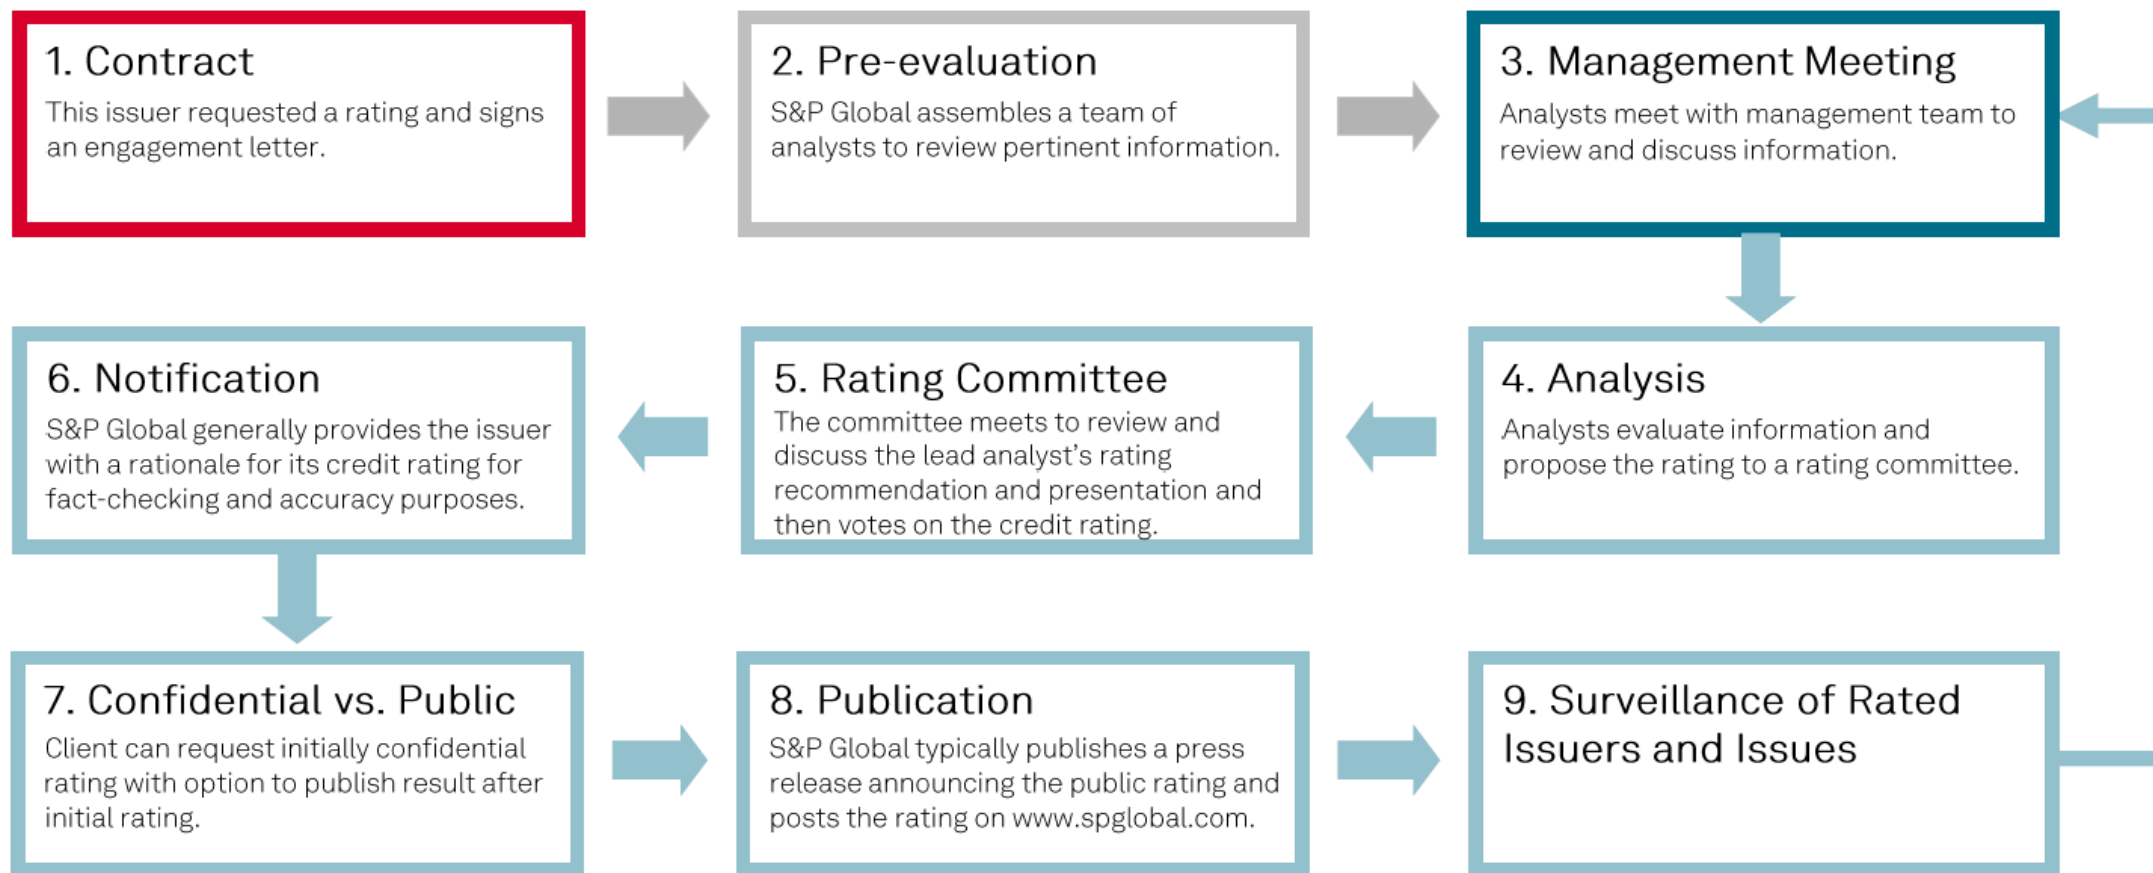 1. Contract
This issuer requested a rating and signs
an engagement letter.
2. Pre-evaluation
S&P Global assembles a team of
analysts to review pertinent information.
3. Management Meeting
Analysts meet with management team to
review and discuss information.
4. Analysis
Analysts evaluate information and
propose the rating to a rating committee.
5. Rating Committee
The committee meets to review and
discuss the lead analyst's rating
recommendation and presentation and
then votes on the credit rating.
6. Notification
S&P Global generally provides the issuer
with a rationale for its credit rating for
fact-checking and accuracy purposes.
7. Confidential vs. Public
Client can request initially confidential
rating with option to publish result after
initial rating.
8. Publication
S&P Global typically publishes a press
release announcing the public rating and
posts the rating on www.spglobal.com.
9. Surveillance of Rated
Issuers and Issues